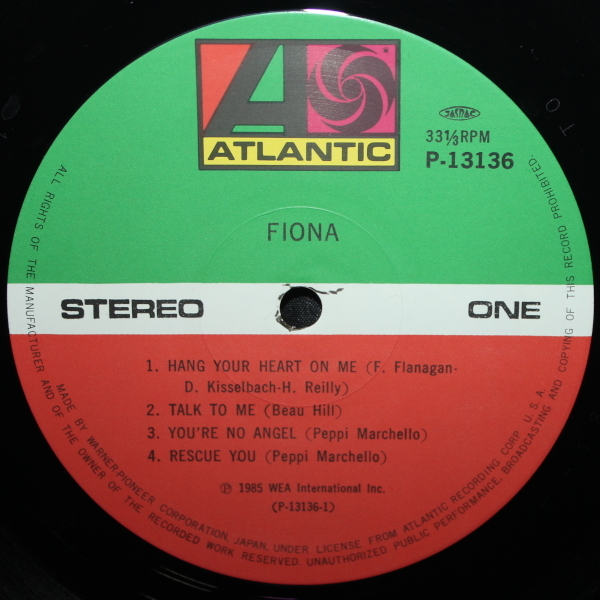 ATLANTIC
JASRAC
33⅓RPM
P-13136
FIONA
STEREO
ONE
1. HANG YOUR HEART ON ME (F. Flanagan-
D. Kisselbach-H. Reilly)
2. TALK TO ME (Beau Hill)
3. YOU'RE NO ANGEL (Peppi Marchello)
4. RESCUE YOU (Peppi Marchello)
℗ 1985 WEA International Inc.
(P-13136-1)
MADE BY WARNER-PIONEER CORPORATION, JAPAN, UNDER LICENSE FROM ATLANTIC RECORDING CORP. U. S. A.
ALL RIGHTS OF THE MANUFACTURER AND OF THE OWNER OF THE RECORDED WORK RESERVED. UNAUTHORIZED PUBLIC PERFORMANCE, BROADCASTING AND COPYING OF THIS RECORD PROHIBITED.